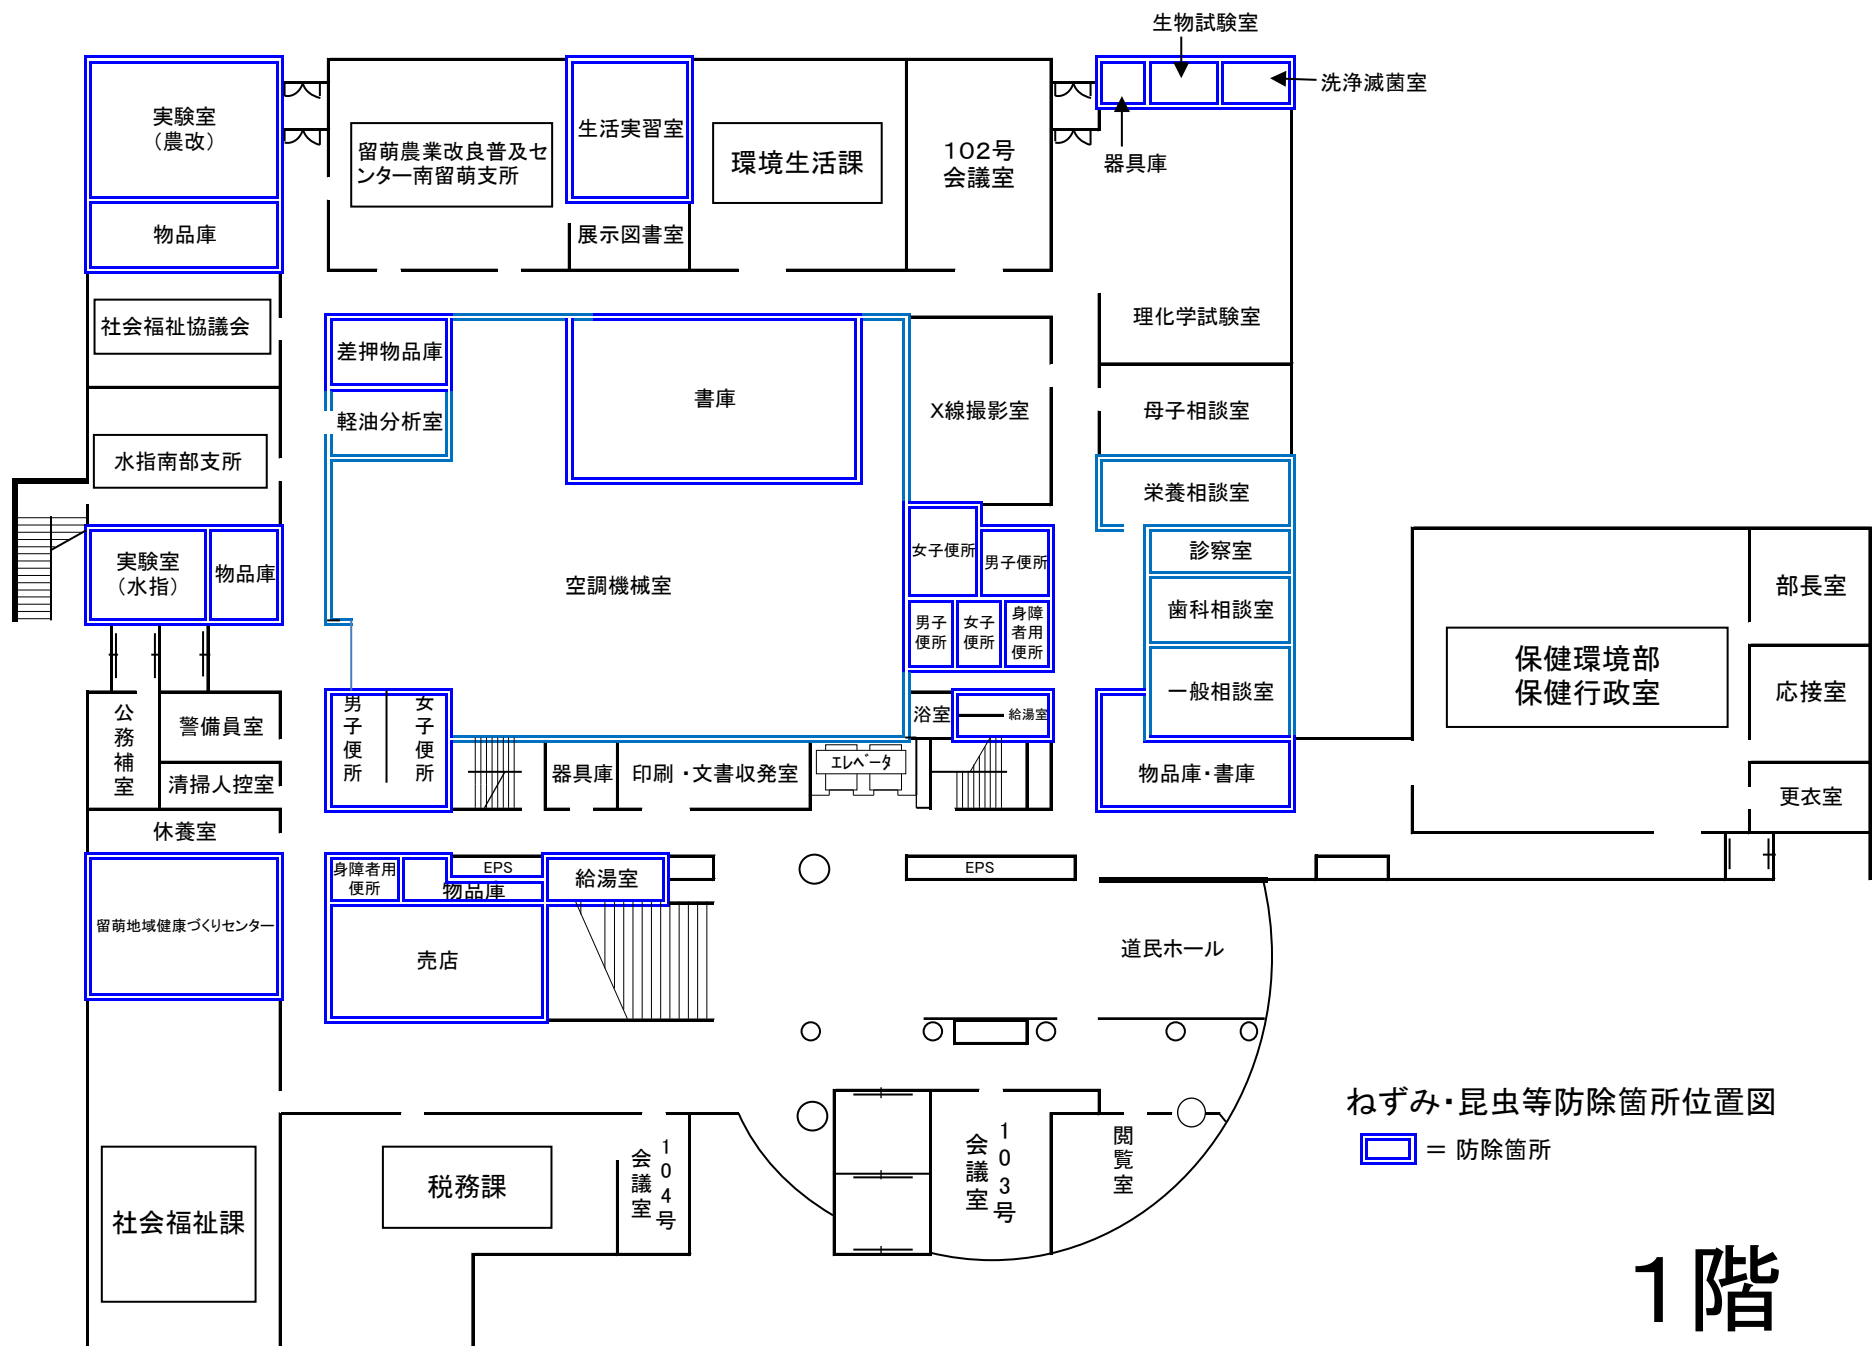 生物試験室
洗浄滅菌室
器具庫
実験室
（農改）
物品庫
留萌農業改良普及セ
ンター南留萌支所
生活実習室
展示図書室
環境生活課
102号
会議室
理化学試験室
社会福祉協議会
差押物品庫
軽油分析室
書庫
X線撮影室
母子相談室
水指南部支所
栄養相談室
実験室
（水指）
物品庫
空調機械室
女子便所
男子便所
男子
便所
女子
便所
身障
者用
便所
診察室
歯科相談室
一般相談室
保健環境部
保健行政室
部長室
応接室
更衣室
公務補室
警備員室
清掃人控室
休養室
男子便所
女子便所
器具庫
印刷・文書収発室
エレベータ
浴室
給湯室
物品庫・書庫
留萌地域健康づくりセンター
身障者用
便所
物品庫
EPS
給湯室
EPS
売店
道民ホール
社会福祉課
税務課
104号
会議室
103号
会議室
閲覧室
ねずみ・昆虫等防除箇所位置図
＝ 防除箇所
1階